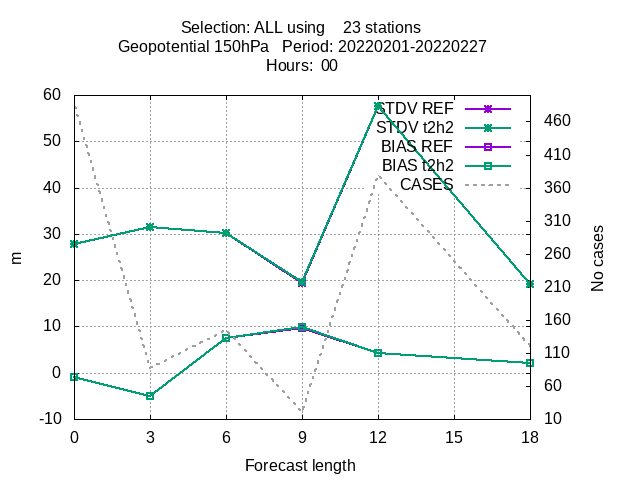 Selection: ALL using    23 stations
Geopotential 150hPa   Period: 20220201-20220227
Hours:  00
60
50
40
30
20
10
0
-10
m
STDV REF
STDV t2h2
BIAS REF
BIAS t2h2
CASES
460
410
360
310
260
210
160
110
60
10
No cases
0 3 6 9 12 15 18
Forecast length